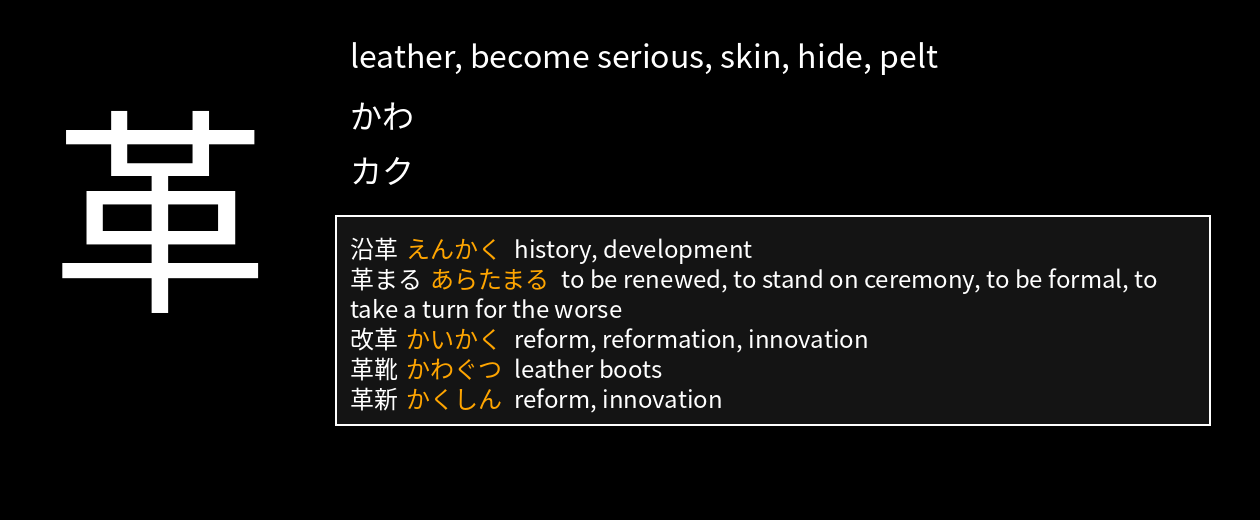 革
leather, become serious, skin, hide, pelt
かわ
カク
沿革 えんかく history, development
革まる あらたまる to be renewed, to stand on ceremony, to be formal, to
take a turn for the worse
改革 かいかく reform, reformation, innovation
革靴 かわぐつ leather boots
革新 かくしん reform, innovation